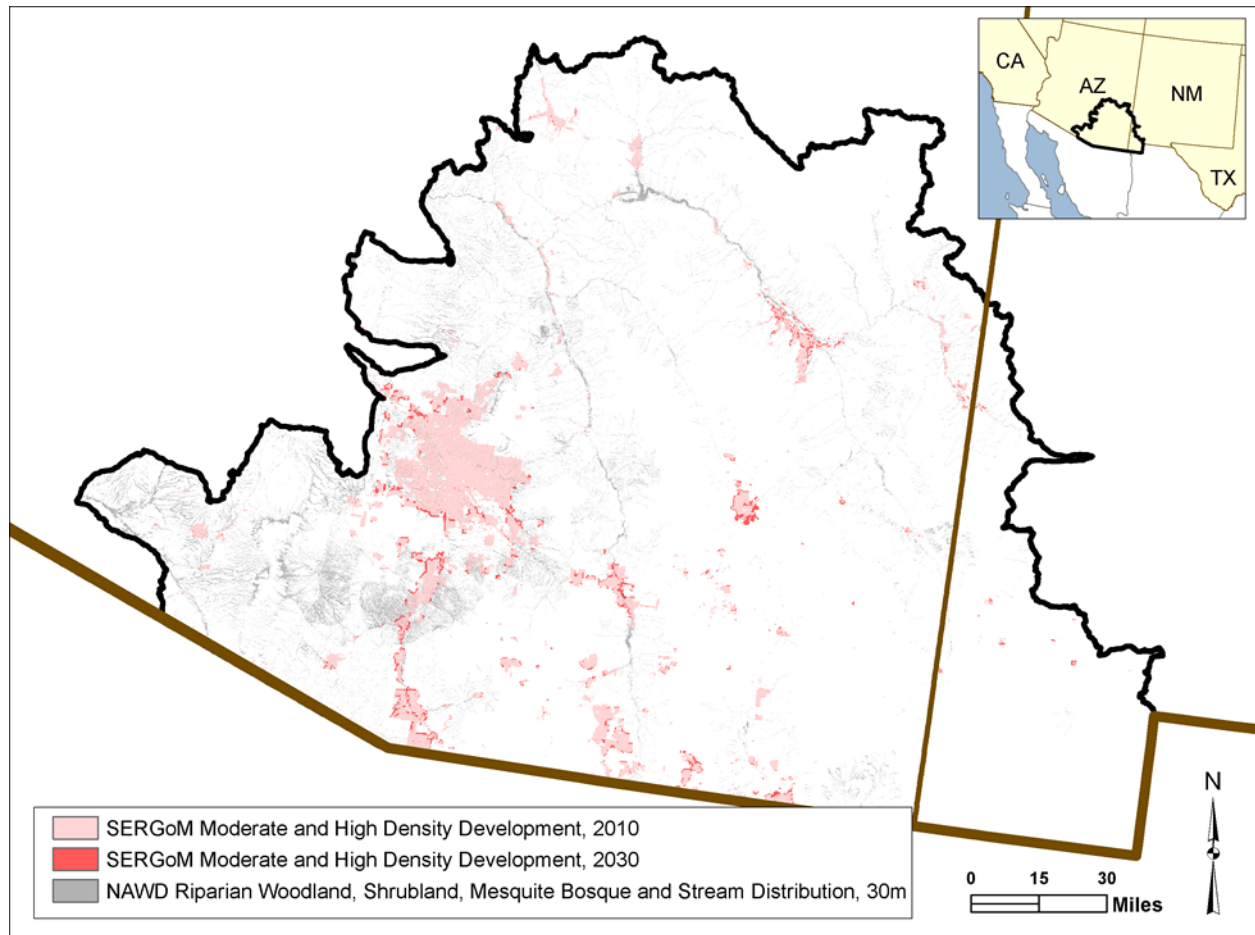 CA
AZ
NM
TX
N
SERGoM Moderate and High Density Development, 2010
SERGoM Moderate and High Density Development, 2030
NAWD Riparian Woodland, Shrubland, Mesquite Bosque and Stream Distribution, 30m
0 15 30
Miles